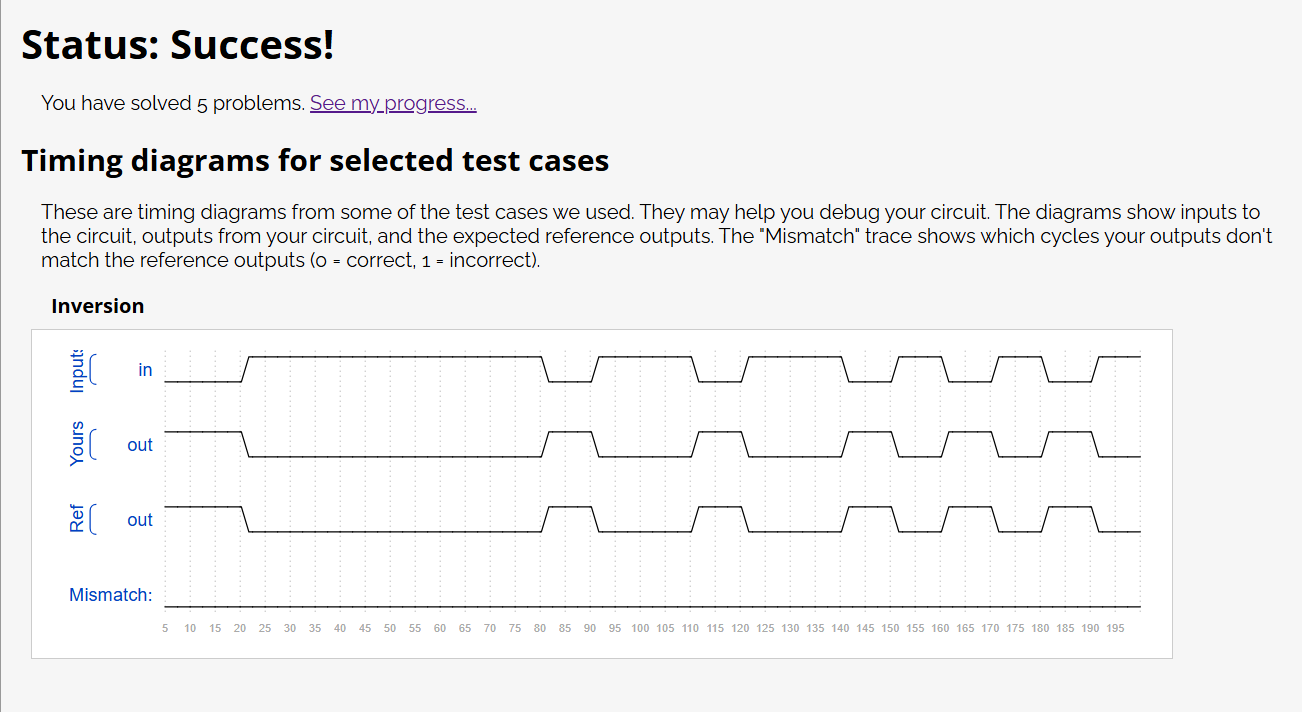 Status: Success!
You have solved 5 problems. See my progress...
Timing diagrams for selected test cases
These are timing diagrams from some of the test cases we used. They may help you debug your circuit. The diagrams show inputs to
the circuit, outputs from your circuit, and the expected reference outputs. The "Mismatch" trace shows which cycles your outputs don't
match the reference outputs (0 = correct, 1 = incorrect).
Inversion
Inputs in
Yours out
Ref out
Mismatch:
5 10 15 20 25 30 35 40 45 50 55 60 65 70 75 80 85 90 95 100 105 110 115 120 125 130 135 140 145 150 155 160 165 170 175 180 185 190 195